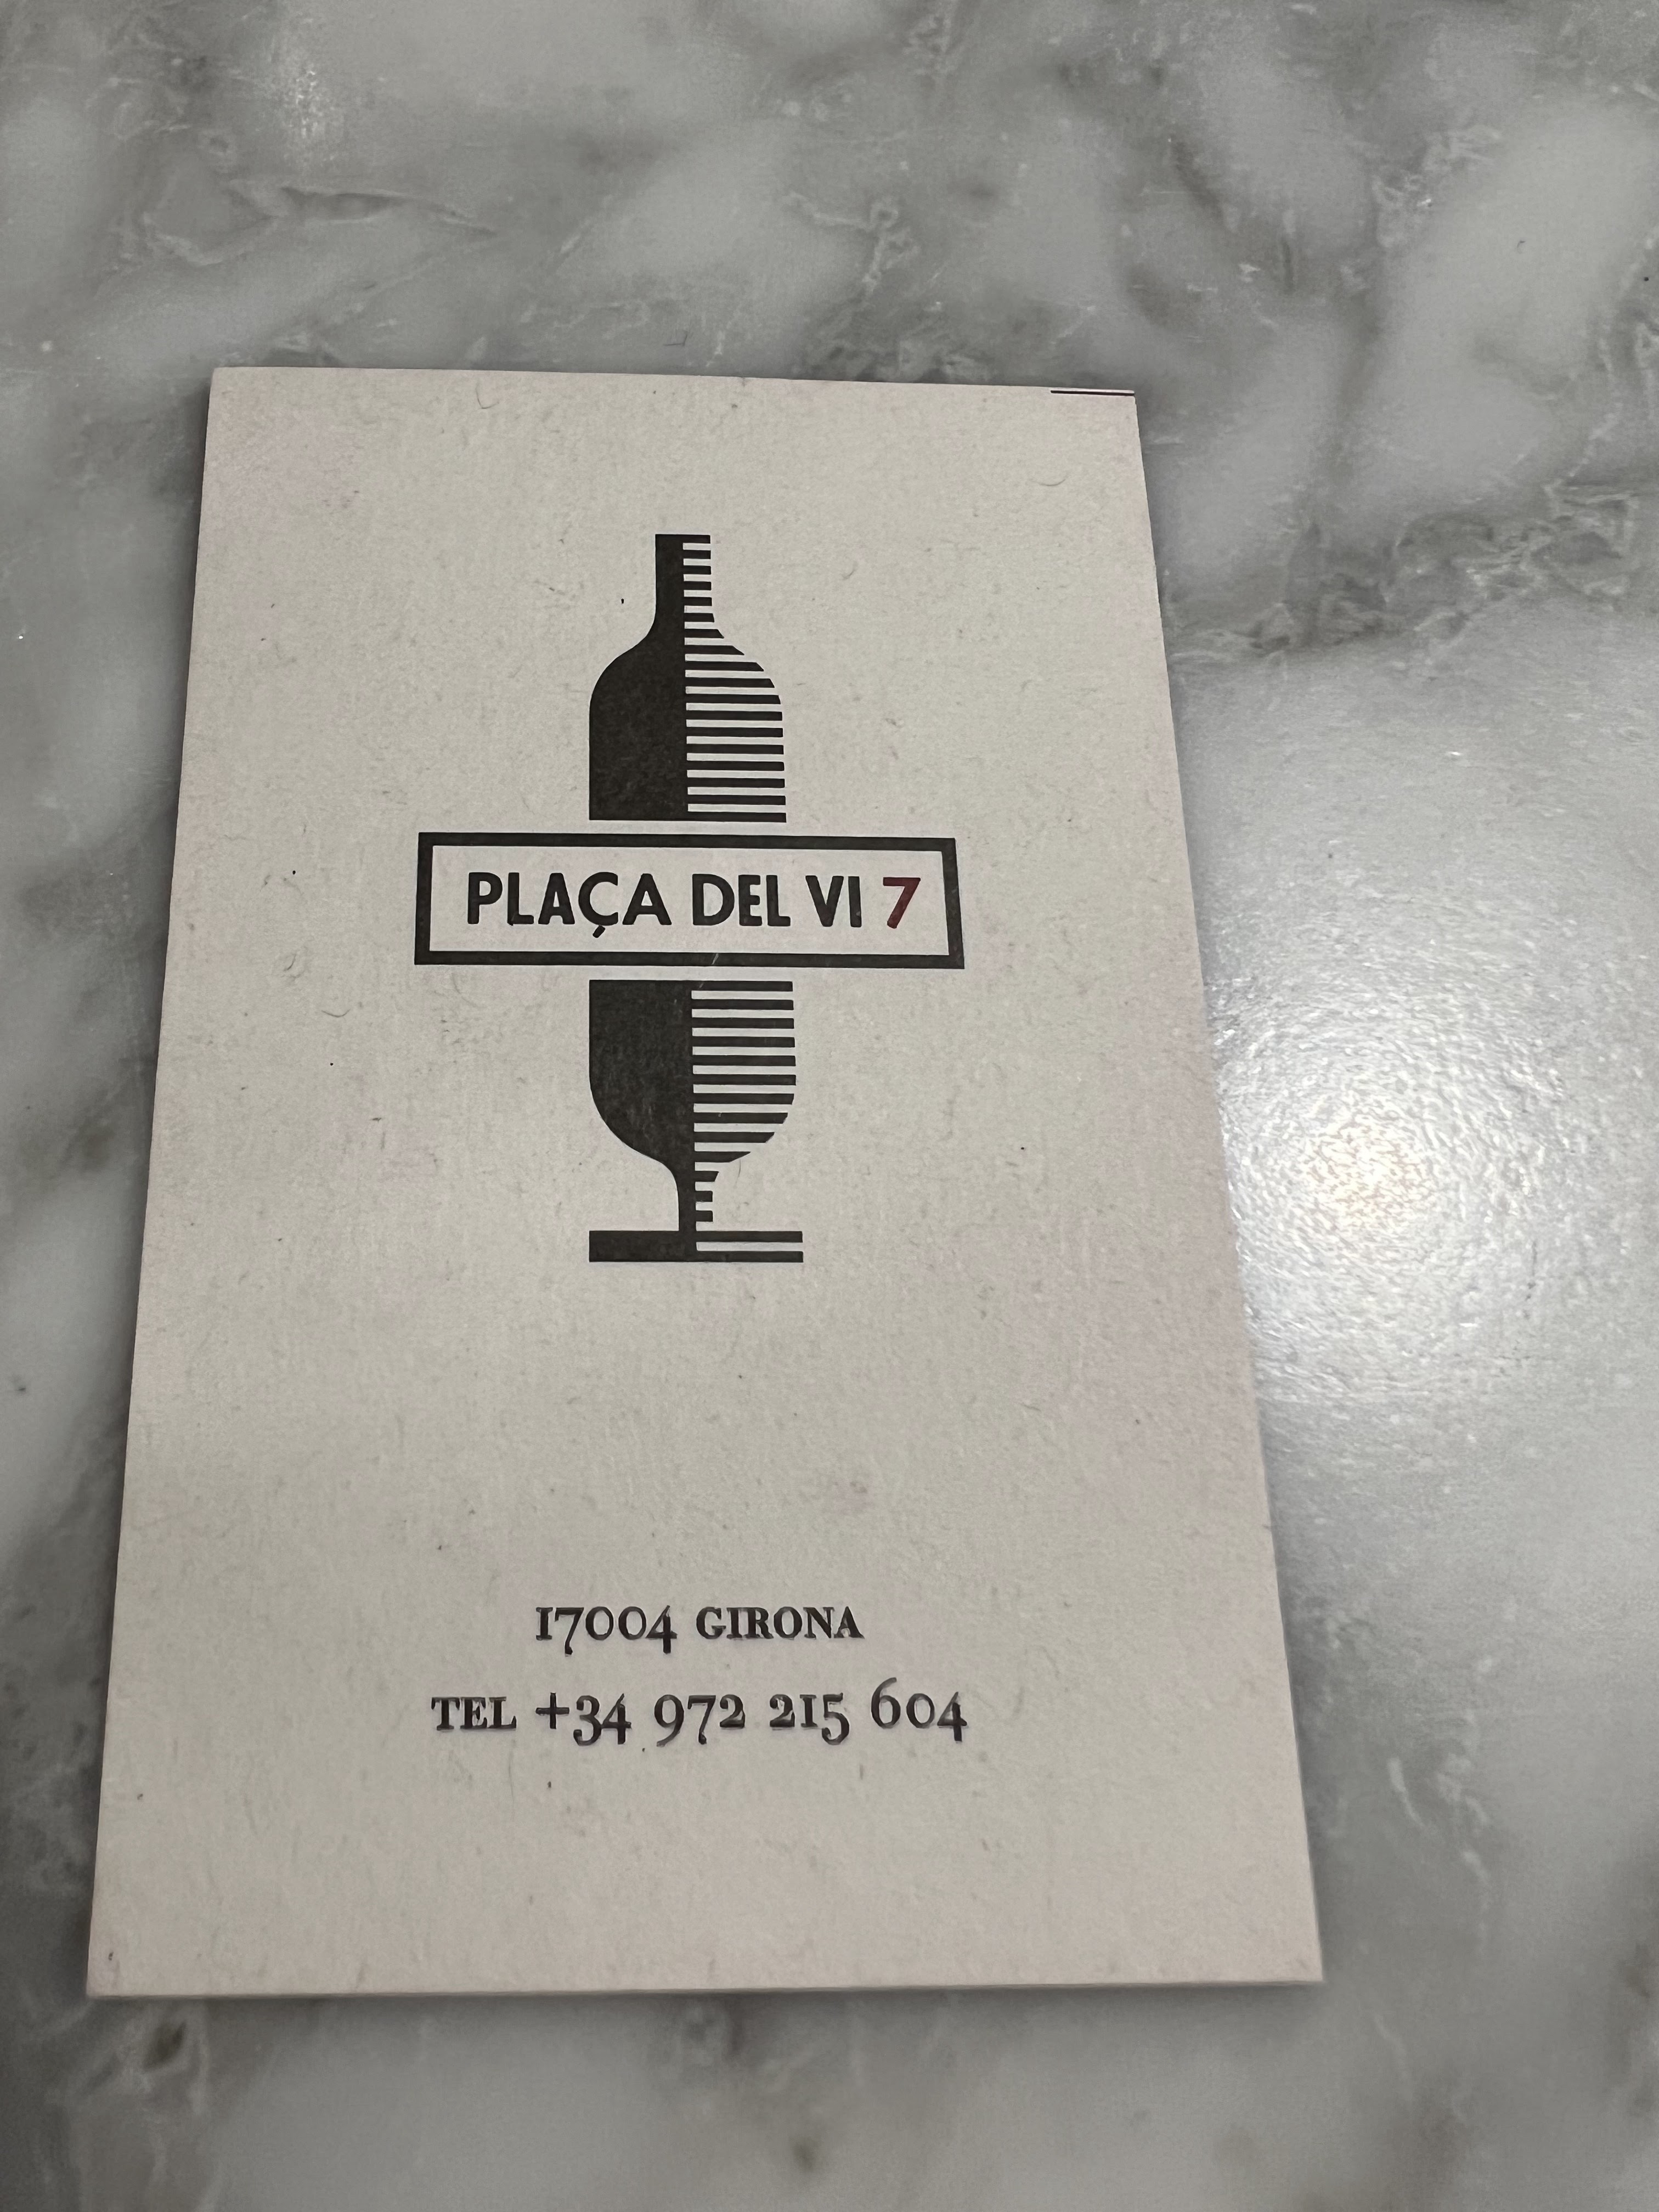 PLAÇA DEL VI 7
17004 GIRONA
TEL +34 972 215 604